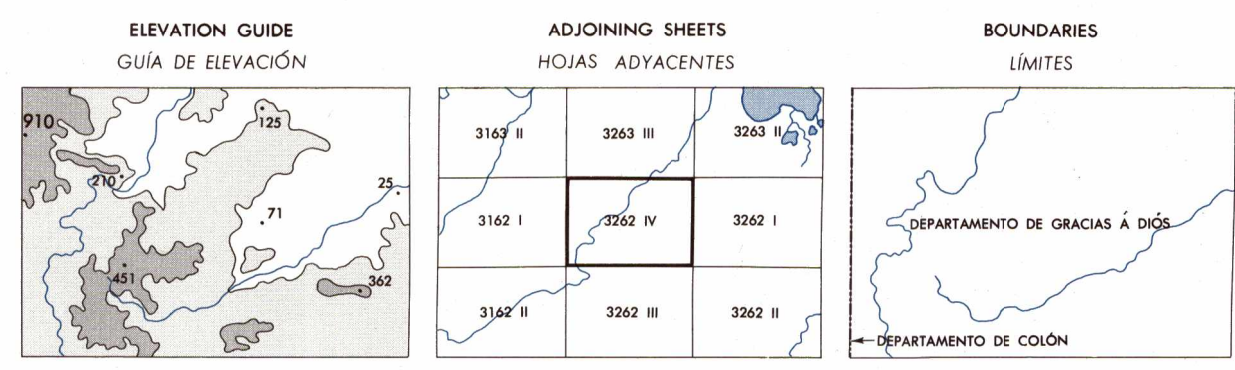 ELEVATION GUIDE
GUÍA DE ELEVACIÓN
910
125
210
25
71
451
362
ADJOINING SHEETS
HOJAS ADYACENTES
3163 II
3263 III
3263 II
3162 I
3262 IV
3262 I
3162 II
3262 III
3262 II
BOUNDARIES
LÍMITES
DEPARTAMENTO DE GRACIAS Á DIÓS
DEPARTAMENTO DE COLÓN